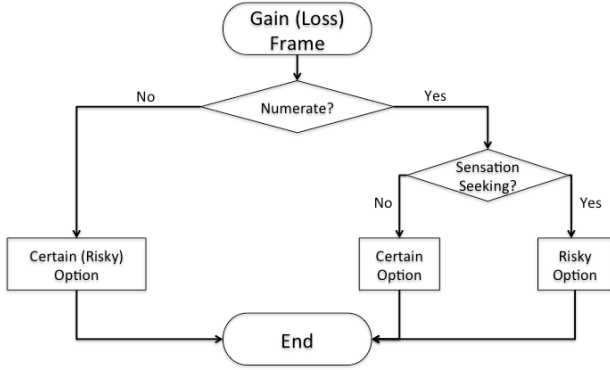 Gain (Loss)
Frame
No
Numerate?
Yes
Sensation
Seeking?
No
Yes
Certain (Risky)
Option
Certain
Option
Risky
Option
End